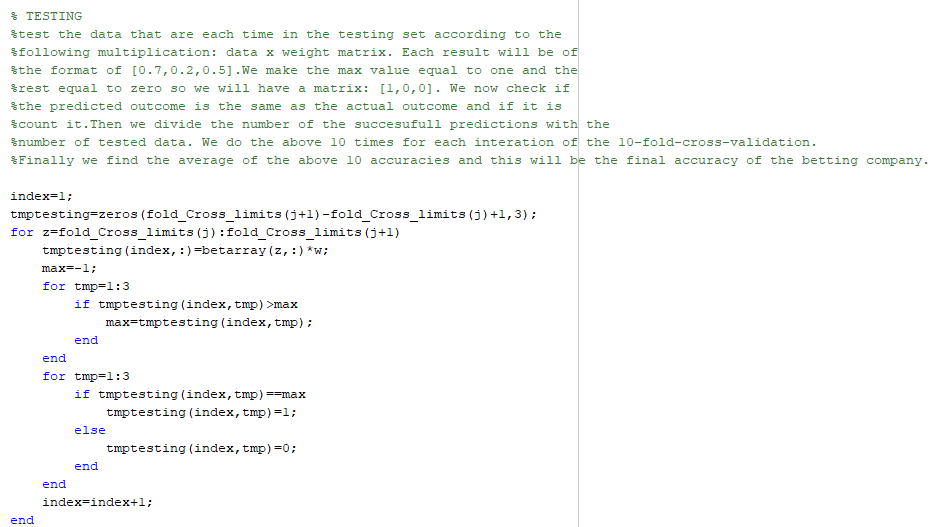 % TESTING
%test the data that are each time in the testing set according to the
%following multiplication: data x weight matrix. Each result will be of
%the format of [0.7,0.2,0.5].We make the max value equal to one and the
%rest equal to zero so we will have a matrix: [1,0,0]. We now check if
%the predicted outcome is the same as the actual outcome and if it is
%count it.Then we divide the number of the succesufull predictions with the
%number of tested data. We do the above 10 times for each interation of the 10-fold-cross-validation.
%Finally we find the average of the above 10 accuracies and this will be the final accuracy of the betting company.

index=1;
tmptesting=zeros(fold_Cross_limits(j+1)-fold_Cross_limits(j)+1,3);
for z=fold_Cross_limits(j):fold_Cross_limits(j+1)
    tmptesting(index,:)=betarray(z,:)*w;
    max=-1;
    for tmp=1:3
        if tmptesting(index,tmp)>max
            max=tmptesting(index,tmp);
        end
    end
    for tmp=1:3
        if tmptesting(index,tmp)==max
            tmptesting(index,tmp)=1;
        else
            tmptesting(index,tmp)=0;
        end
    end
    index=index+1;
end